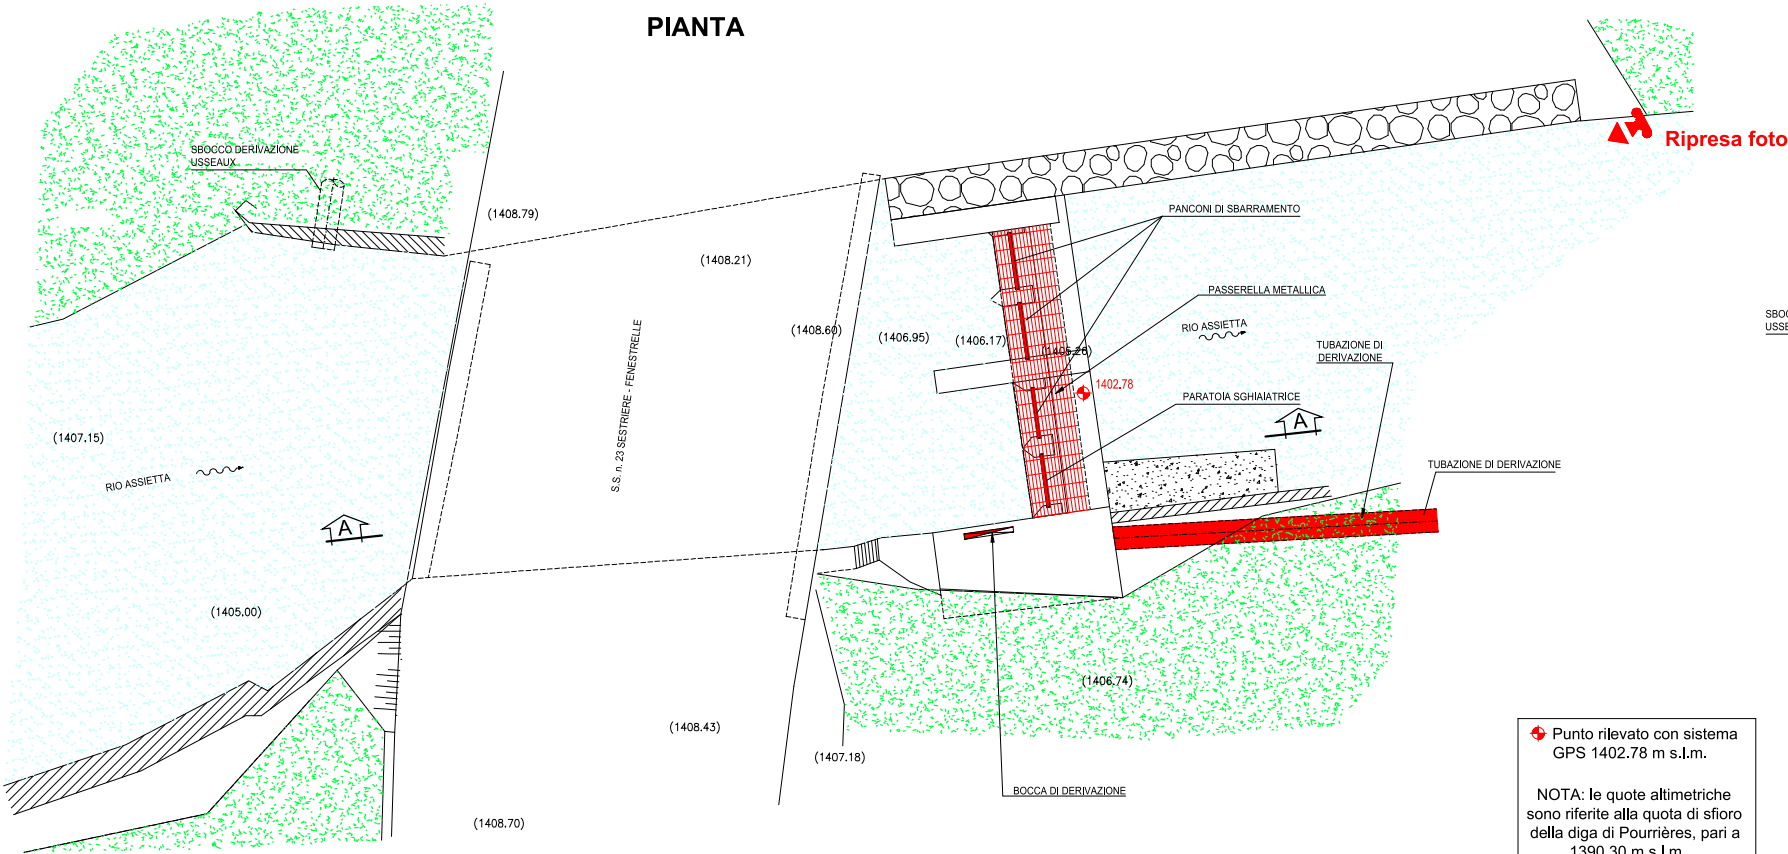 PIANTA
SBOCCO DERIVAZIONE
USSEAUX
Ripresa foto
(1408.79)
PANCONI DI SBARRAMENTO
(1408.21)
PASSERELLA METALLICA
S.S. n. 23 SESTRIERE - FENESTRELLE
(1408.60)
(1406.95)
(1406.17)
(1405.26)
RIO ASSIETTA
TUBAZIONE DI
DERIVAZIONE
1402.78
PARATOIA SGHIAIATRICE
A
(1407.15)
RIO ASSIETTA
TUBAZIONE DI DERIVAZIONE
A
(1405.00)
(1406.74)
(1408.43)
(1407.18)
BOCCA DI DERIVAZIONE
(1408.70)
Punto rilevato con sistema
GPS 1402.78 m s.l.m.
NOTA: le quote altimetriche
sono riferite alla quota di sfioro
della diga di Pourrières, pari a
1390.30 m s.l.m.